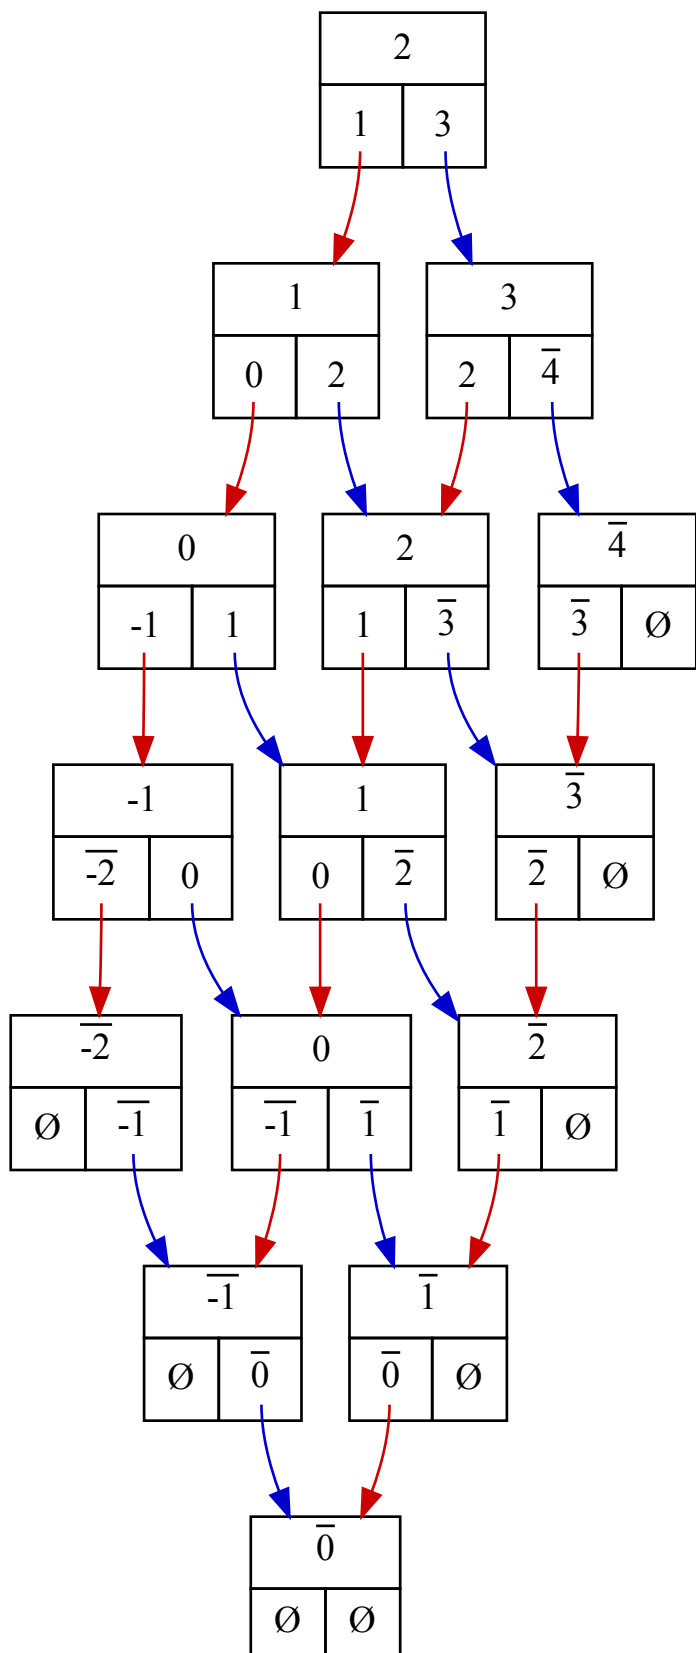 2
1 3
1 3
0 2 2 4̅
0 2 4̅
-1 1 1 3̅ 3̅ Ø
-1 1 3̅
-̅2̅ 0 0 2̅ 2̅ Ø
-̅2̅ 0 2̅
Ø -̅1̅ -̅1̅ 1̅ 1̅ Ø
-̅1̅ 1̅
Ø 0̅ 0̅ Ø
0̅
Ø Ø